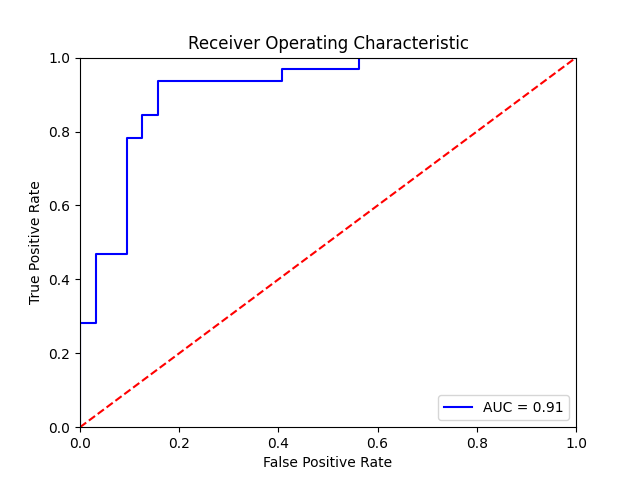 Receiver Operating Characteristic
True Positive Rate
1.0
0.8
0.6
0.4
0.2
0.0
AUC = 0.91
0.0 0.2 0.4 0.6 0.8 1.0
False Positive Rate